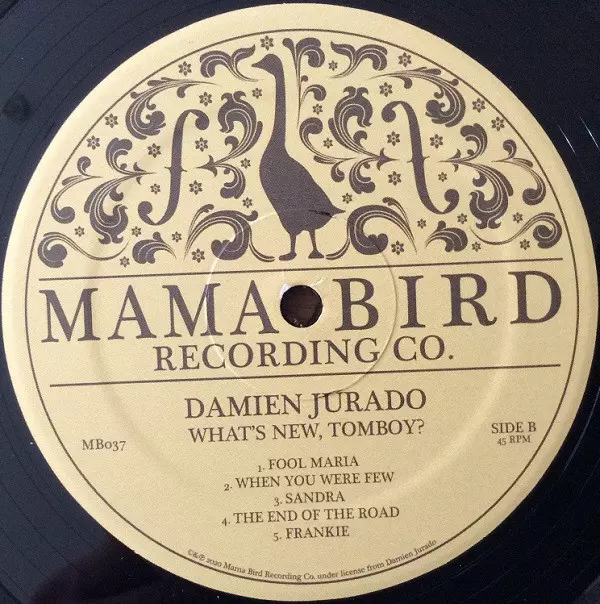 MAMA BIRD
RECORDING CO.
DAMIEN JURADO
WHAT'S NEW, TOMBOY?
MB037
SIDE B
45 RPM
1. FOOL MARIA
2. WHEN YOU WERE FEW
3. SANDRA
4. THE END OF THE ROAD
5. FRANKIE
©&℗ 2020 Mama Bird Recording Co. under license from Damien Jurado